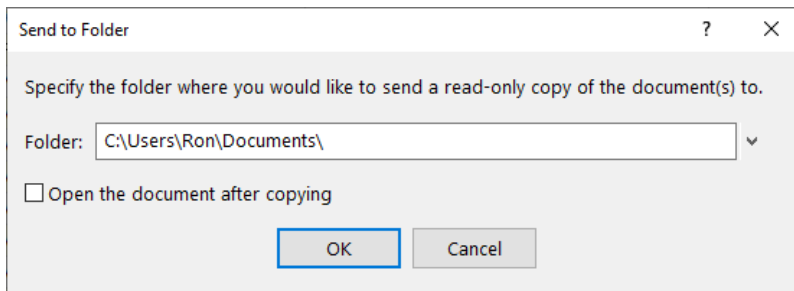 Send to Folder ?
Specify the folder where you would like to send a read-only copy of the document(s) to.
Folder: C:\Users\Ron\Documents\
Open the document after copying
OK Cancel